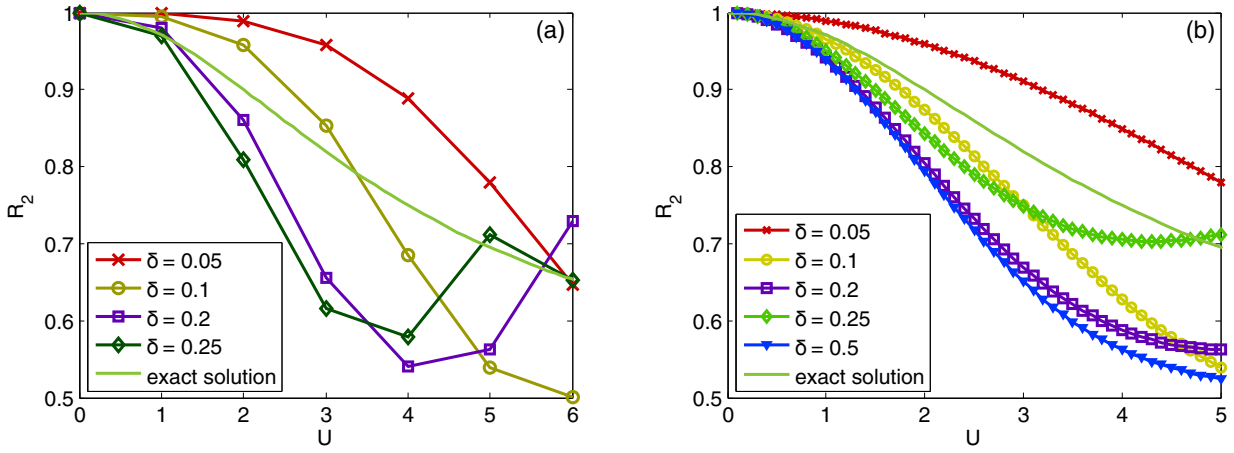 (a)
1
0.9
0.8
0.7
0.6
0.5
R2
δ = 0.05
δ = 0.1
δ = 0.2
δ = 0.25
exact solution
0 1 2 3 4 5 6
U
(b)
1
0.9
0.8
0.7
0.6
0.5
R2
δ = 0.05
δ = 0.1
δ = 0.2
δ = 0.25
δ = 0.5
exact solution
0 1 2 3 4 5
U